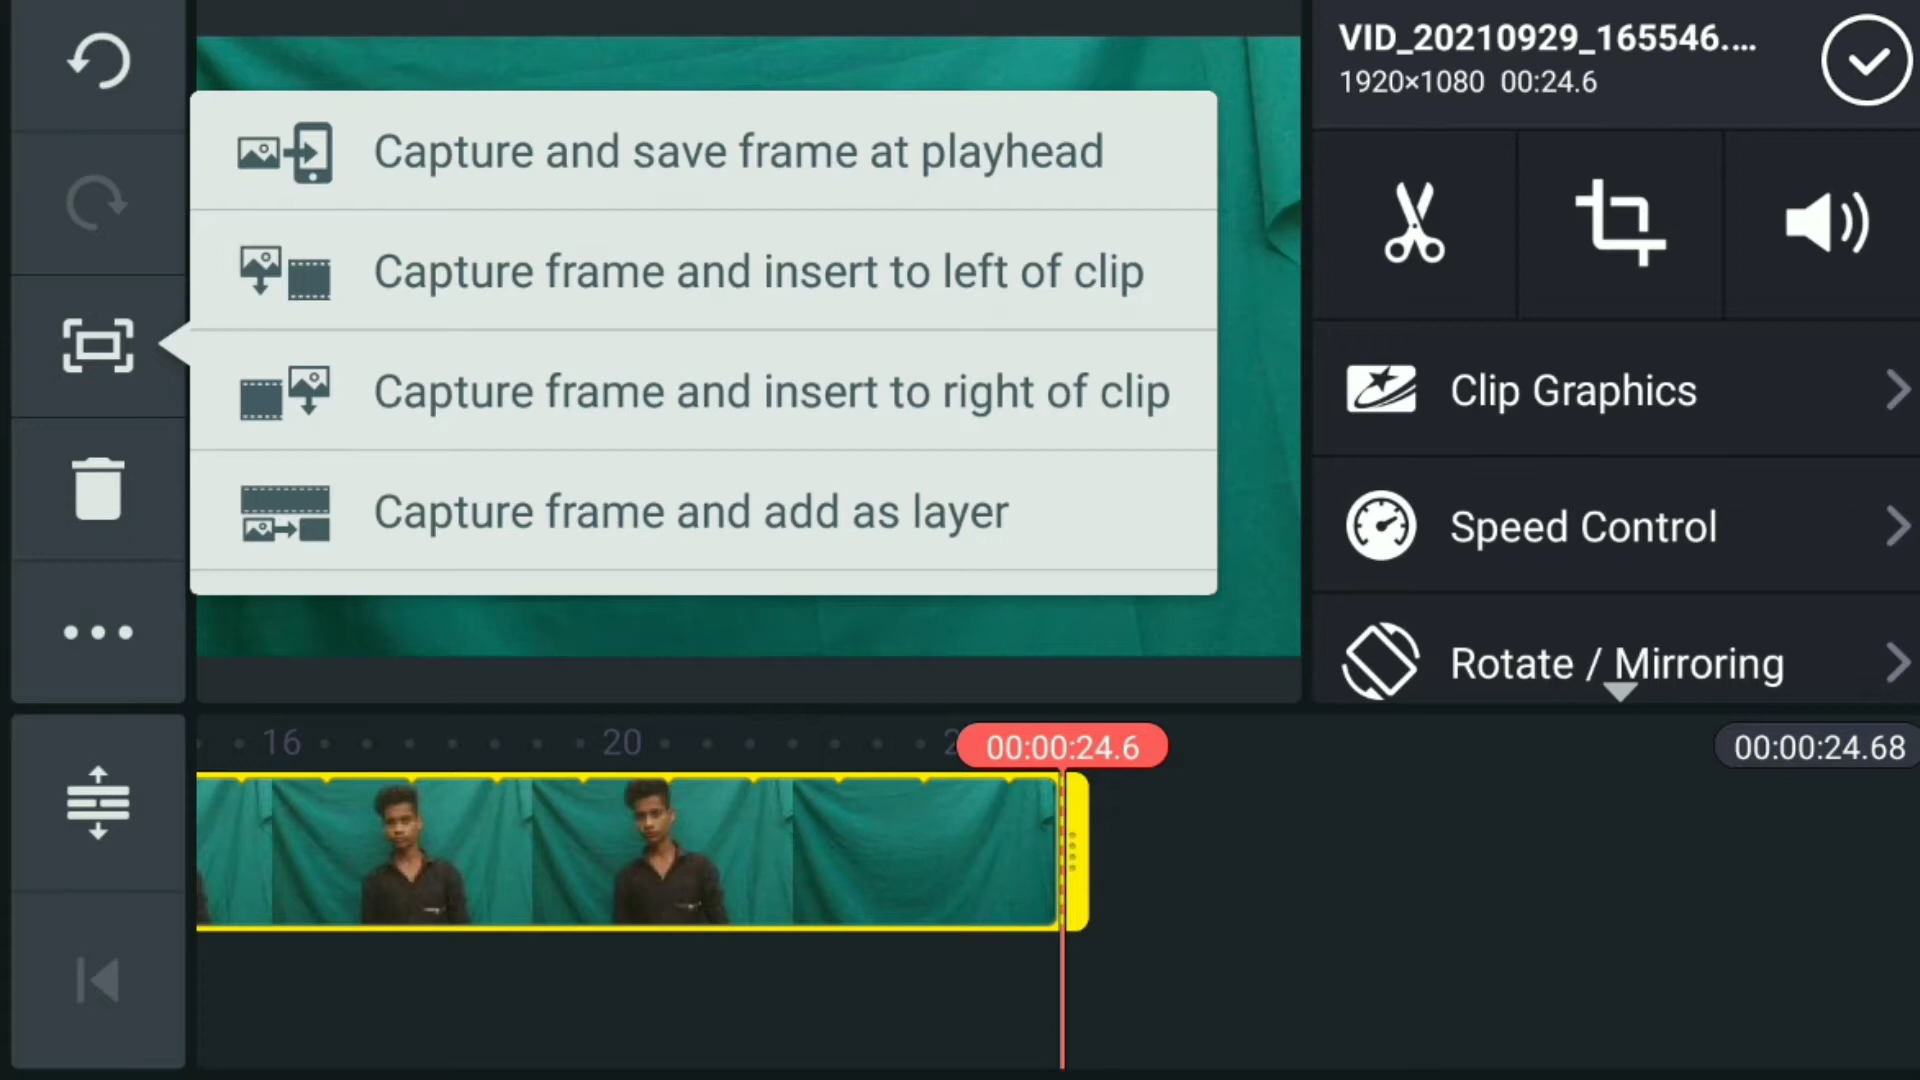 VID_20210929_165546....
1920×1080 00:24.6
Capture and save frame at playhead
Capture frame and insert to left of clip
Capture frame and insert to right of clip
Capture frame and add as layer
Clip Graphics
Speed Control
Rotate / Mirroring
16
20
00:00:24.6
00:00:24.68